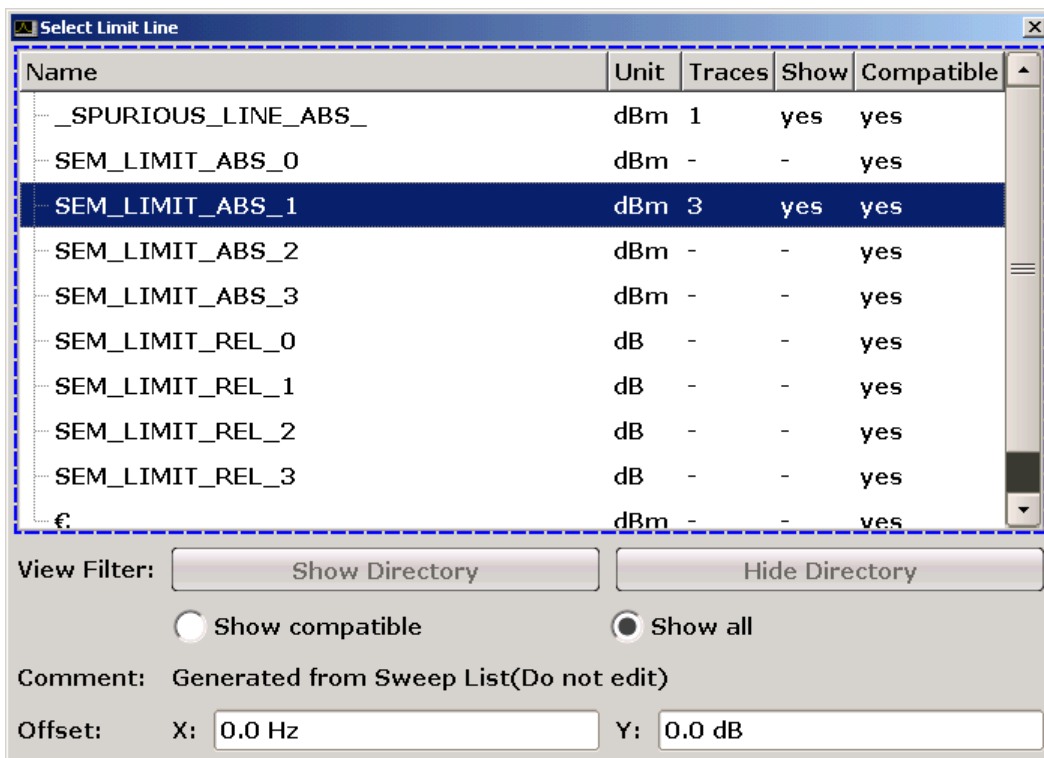 Select Limit Line
Name Unit Traces Show Compatible
_SPURIOUS_LINE_ABS_ dBm 1 yes yes
SEM_LIMIT_ABS_0 dBm - - yes
SEM_LIMIT_ABS_1 dBm 3 yes yes
SEM_LIMIT_ABS_2 dBm - - yes
SEM_LIMIT_ABS_3 dBm - - yes
SEM_LIMIT_REL_0 dB - - yes
SEM_LIMIT_REL_1 dB - - yes
SEM_LIMIT_REL_2 dB - - yes
SEM_LIMIT_REL_3 dB - - yes
€ dBm - - yes
View Filter: Show Directory Hide Directory
Show compatible Show all
Comment: Generated from Sweep List(Do not edit)
Offset: X: 0.0 Hz Y: 0.0 dB